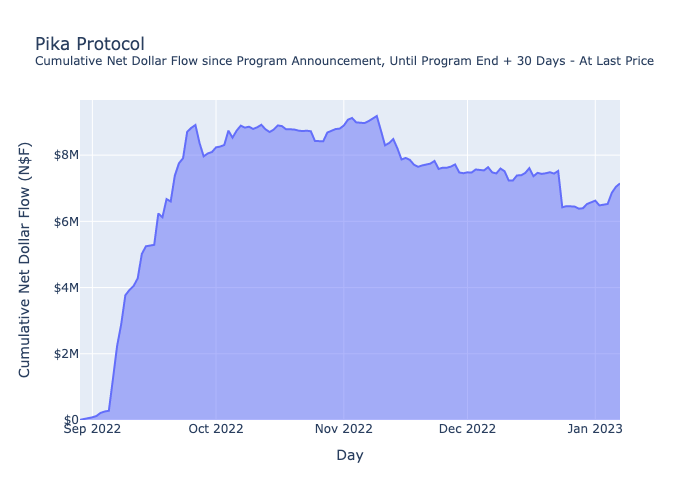 Pika Protocol
Cumulative Net Dollar Flow since Program Announcement, Until Program End + 30 Days - At Last Price
Cumulative Net Dollar Flow (N$F)
$8M
$6M
$4M
$2M
$0
Sep 2022 Oct 2022 Nov 2022 Dec 2022 Jan 2023
Day